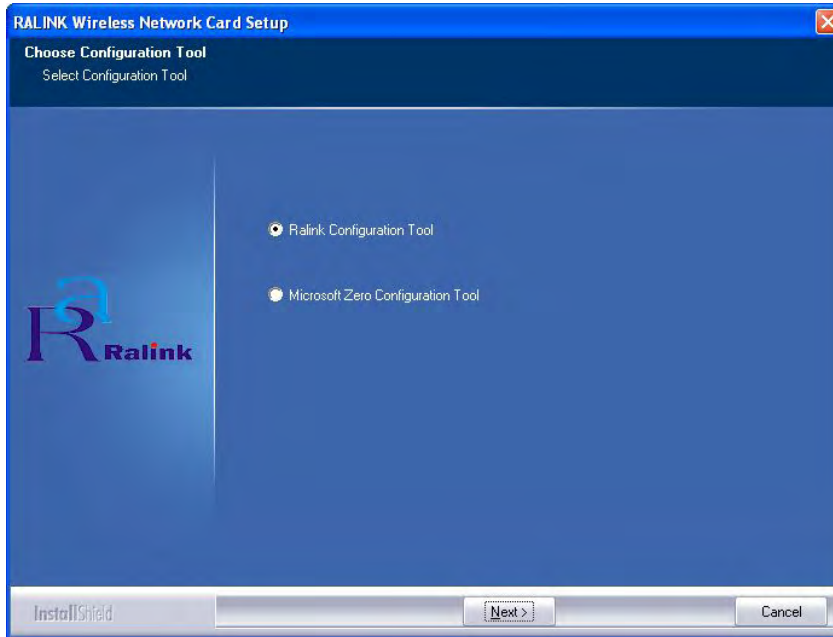 RALINK Wireless Network Card Setup
Choose Configuration Tool
Select Configuration Tool
Ralink Configuration Tool
Microsoft Zero Configuration Tool
Ra
Ralink
InstallShield
Next >
Cancel